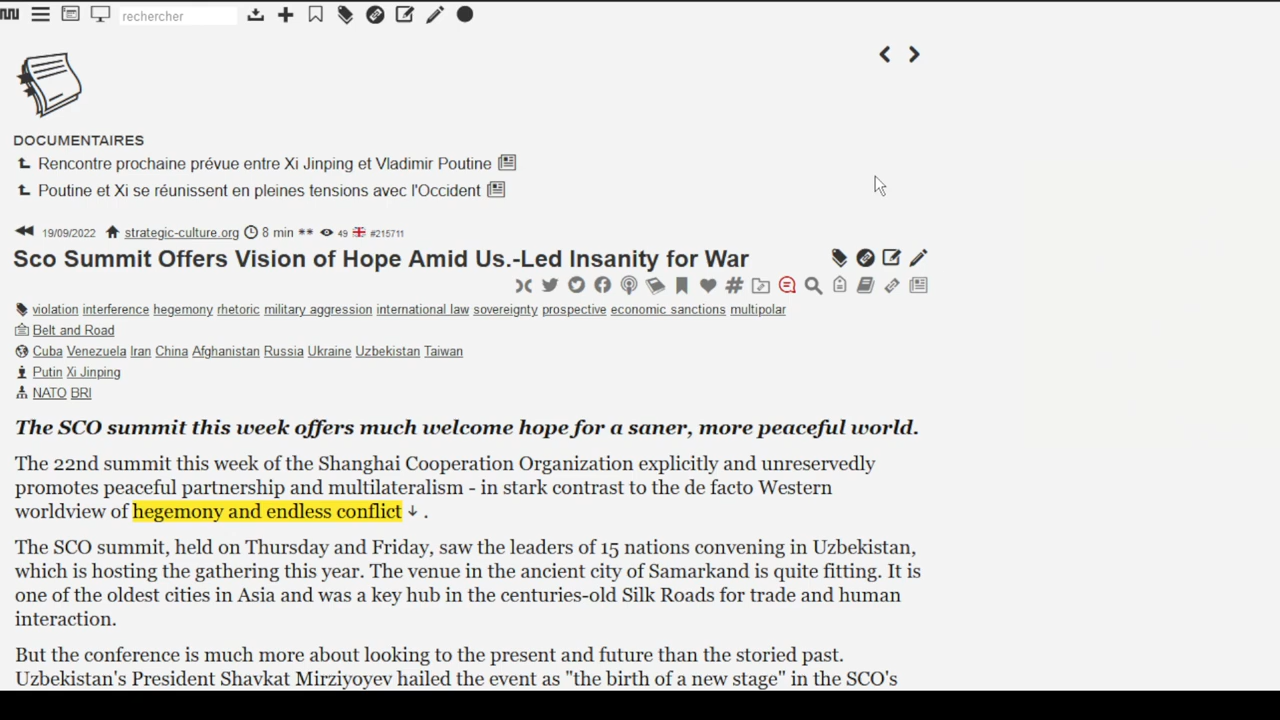 rechercher
DOCUMENTAIRES
Rencontre prochaine prévue entre Xi Jinping et Vladimir Poutine
Poutine et Xi se réunissent en pleines tensions avec l'Occident
19/09/2022 strategic-culture.org 8 min ** 49 #215711
Sco Summit Offers Vision of Hope Amid Us.-Led Insanity for War
violation interference hegemony rhetoric military aggression international law sovereignty prospective economic sanctions multipolar
Belt and Road
Cuba Venezuela Iran China Afghanistan Russia Ukraine Uzbekistan Taiwan
Putin Xi Jinping
NATO BRI
The SCO summit this week offers much welcome hope for a saner, more peaceful world.
The 22nd summit this week of the Shanghai Cooperation Organization explicitly and unreservedly
promotes peaceful partnership and multilateralism - in stark contrast to the de facto Western
worldview of hegemony and endless conflict ↓ .
The SCO summit, held on Thursday and Friday, saw the leaders of 15 nations convening in Uzbekistan,
which is hosting the gathering this year. The venue in the ancient city of Samarkand is quite fitting. It is
one of the oldest cities in Asia and was a key hub in the centuries-old Silk Roads for trade and human
interaction.
But the conference is much more about looking to the present and future than the storied past.
Uzbekistan's President Shavkat Mirziyoyev hailed the event as "the birth of a new stage" in the SCO's